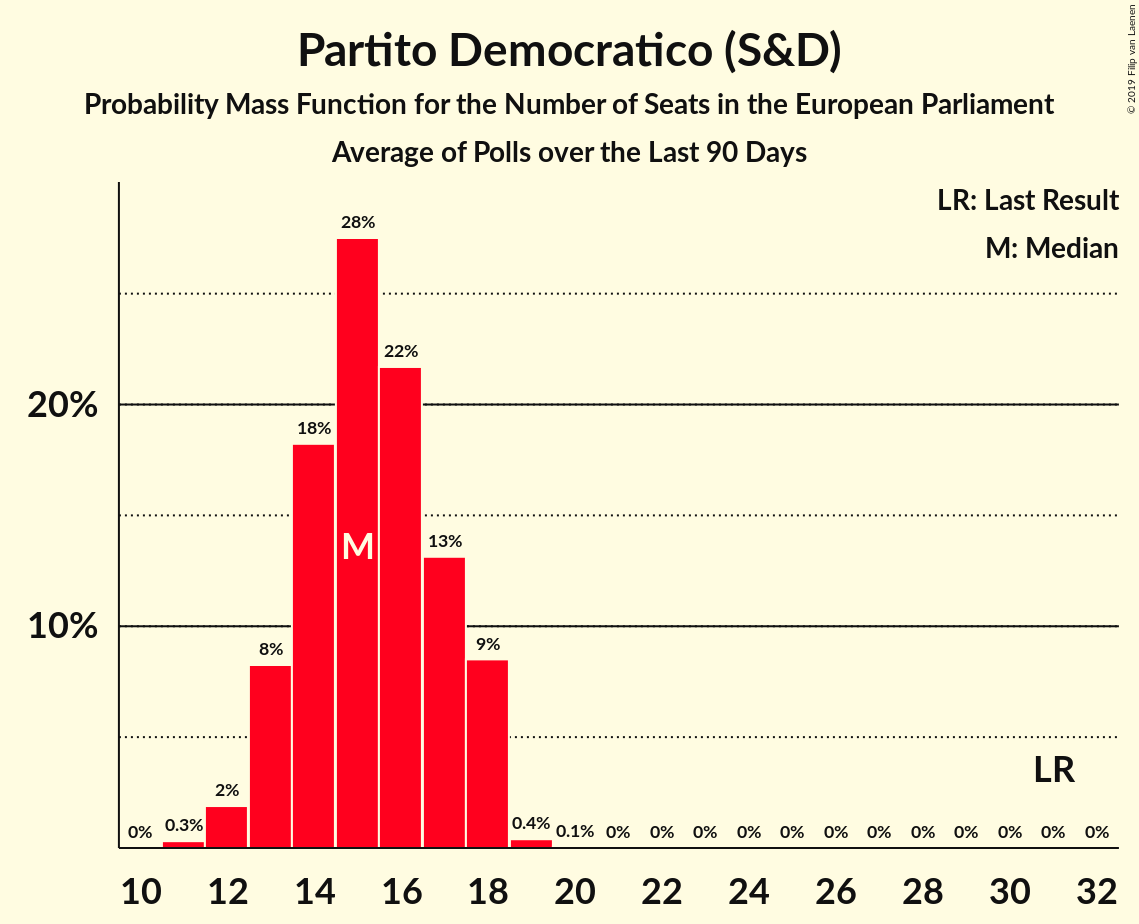 Partito Democratico (S&D)
Probability Mass Function for the Number of Seats in the European Parliament
Average of Polls over the Last 90 Days
© 2019 Filip van Laenen
LR: Last Result
M: Median
28%
22%
20%
18%
M
13%
10%
9%
8%
LR
2%
0% 0.3% 0.4% 0.1% 0% 0% 0% 0% 0% 0% 0% 0% 0% 0% 0% 0%
10 12 14 16 18 20 22 24 26 28 30 32